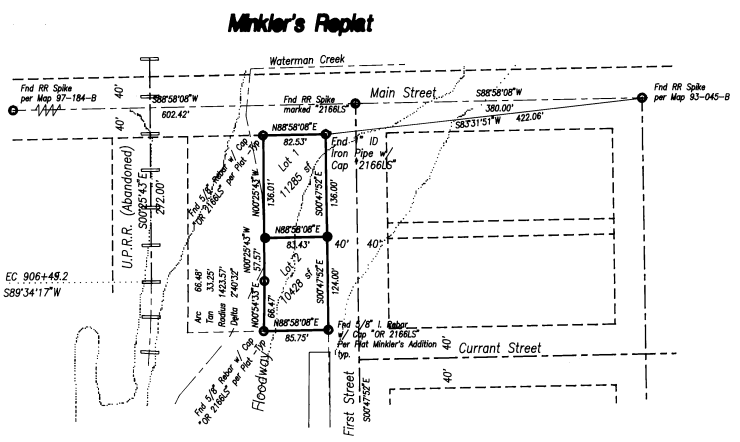 Minkler's Replat
Waterman Creek
Fnd RR Spike
per Map 97-184-B
40'
40'
S88°58'08"W
602.42'
Fnd RR Spike
marked "2166LS"
Main Street
S88°58'08"W
380.00'
S83°31'51"W 422.06'
Fnd RR Spike
per Map 93-045-B
N88°58'08"E
82.53'
Lot 1
11285 sf
Iron Pipe w/
Cap "2166LS"
Fnd 5/8" Rebar w/ Cap
"OR 2166LS" per Plat -Typ
U.P.R.R. (Abandoned)
S00°25'43"E
272.00'
N00°25'43"W
136.01'
S00°47'52"E
136.00'
N88°58'08"E
83.43'
40'
40'
N00°25'43"W
57.57'
Lot 2
10428 sf
S00°47'52"E
124.00'
EC 906+49.2
S89°34'17"W
Arc 66.48'
Tan 33.25'
Radius 1423.57'
Delta 2°40'32"
N00°54'33"E
66.47'
N88°58'08"E
85.75'
Fnd 5/8" I. Rebar
w/ Cap "OR 2166LS"
Per Plat Minkler's Addition
typ.
Fnd 5/8" Rebar w/ Cap
"OR 2166LS" per Plat -Typ
Floodway
40'
Currant Street
40'
First Street
S00°47'52"E